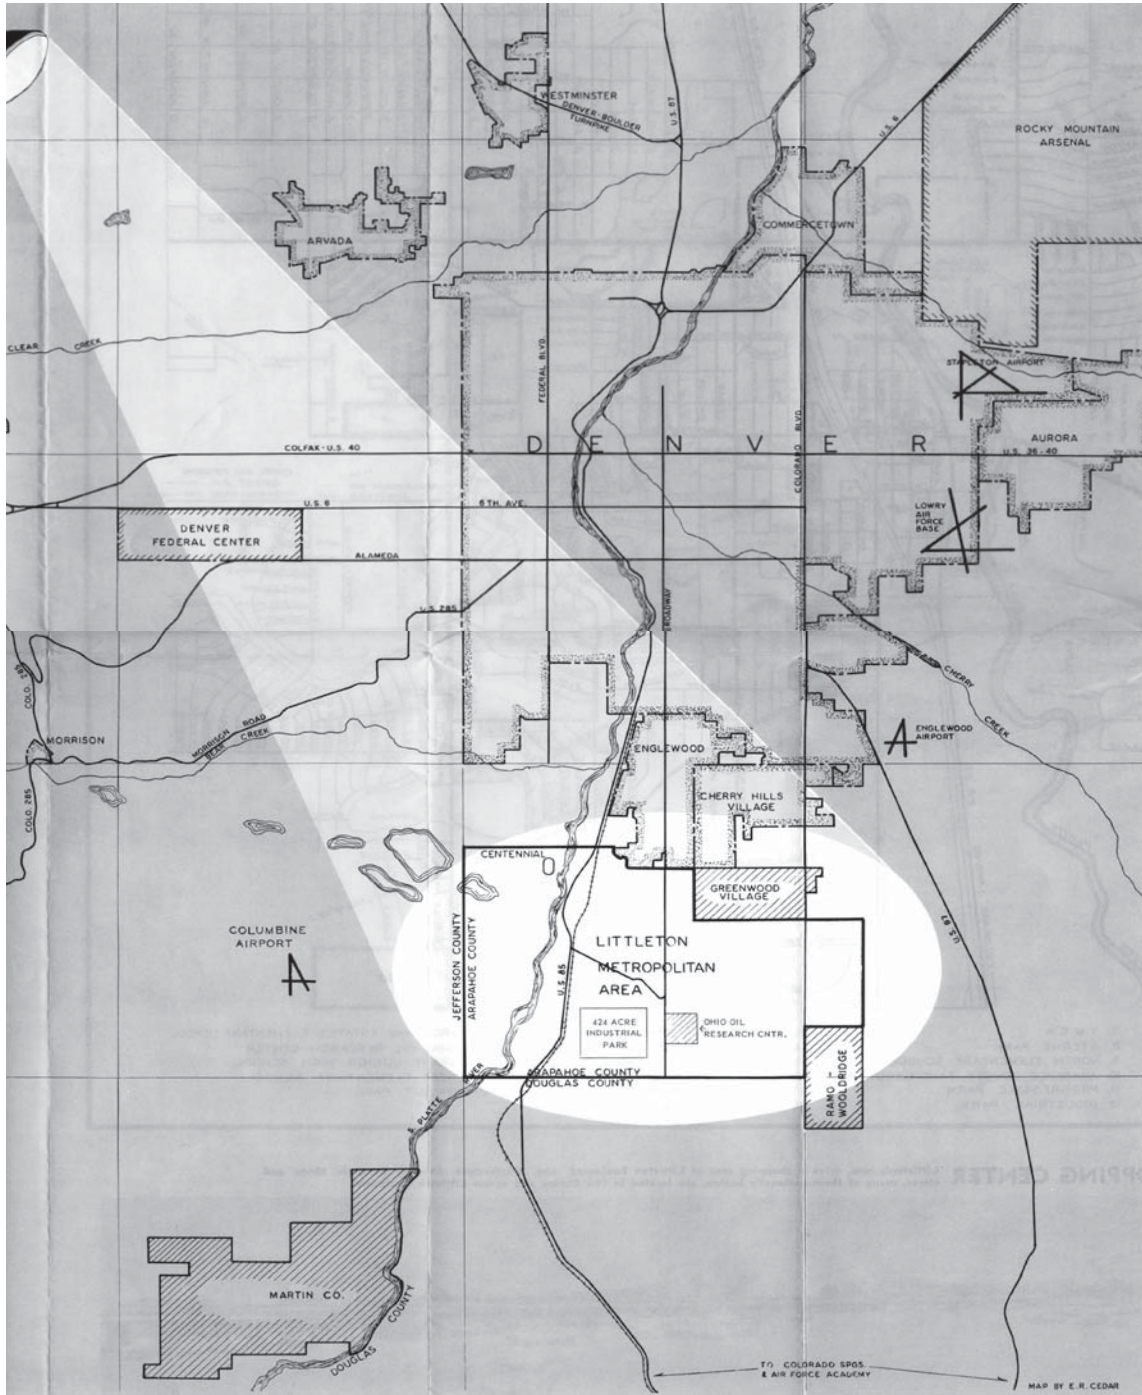 WESTMINSTER
DENVER-BOULDER
TURNPIKE
U.S. 87
U.S. 6
ROCKY MOUNTAIN
ARSENAL
COMMERCETOWN
ARVADA
CLEAR CREEK
FEDERAL BLVD.
STAPLETON AIRPORT
COLORADO BLVD.
DENVER
AURORA
COLFAX-U.S. 40
U.S. 36-40
U.S. 6
6TH. AVE.
LOWRY
AIR
FORCE
BASE
DENVER
FEDERAL CENTER
ALAMEDA
BROADWAY
U.S. 285
CHERRY
CREEK
COLO. 285
MORRISON
MORRISON ROAD
BEAR CREEK
ENGLEWOOD
ENGLEWOOD
AIRPORT
COLO. 285
CHERRY HILLS
VILLAGE
CENTENNIAL
GREENWOOD
VILLAGE
COLUMBINE
AIRPORT
JEFFERSON COUNTY
ARAPAHOE COUNTY
U.S. 85
LITTLETON
METROPOLITAN
AREA
U.S. 87
424 ACRE
INDUSTRIAL
PARK
OHIO OIL
RESEARCH CNTR.
ARAPAHOE COUNTY
DOUGLAS COUNTY
RAMO -
WOOLDRIDGE
S. PLATTE RIVER
MARTIN CO.
DOUGLAS COUNTY
TO COLORADO SPGS.
& AIR FORCE ACADEMY
MAP BY E.R. CEDAR